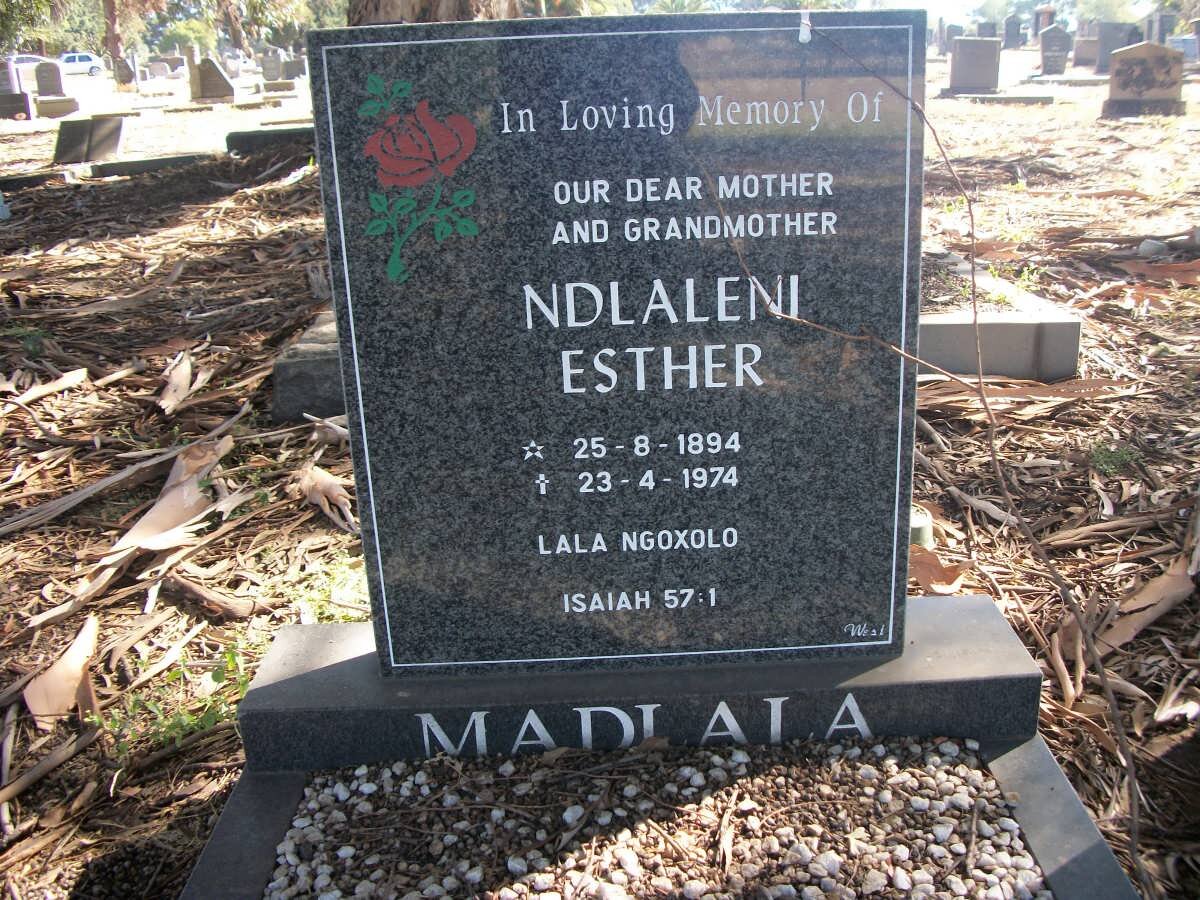 In Loving Memory Of
OUR DEAR MOTHER
AND GRANDMOTHER
NDLALENI
ESTHER
☆ 25-8-1894
† 23-4-1974
LALA NGOXOLO
ISAIAH 57:1
West
MADLALA